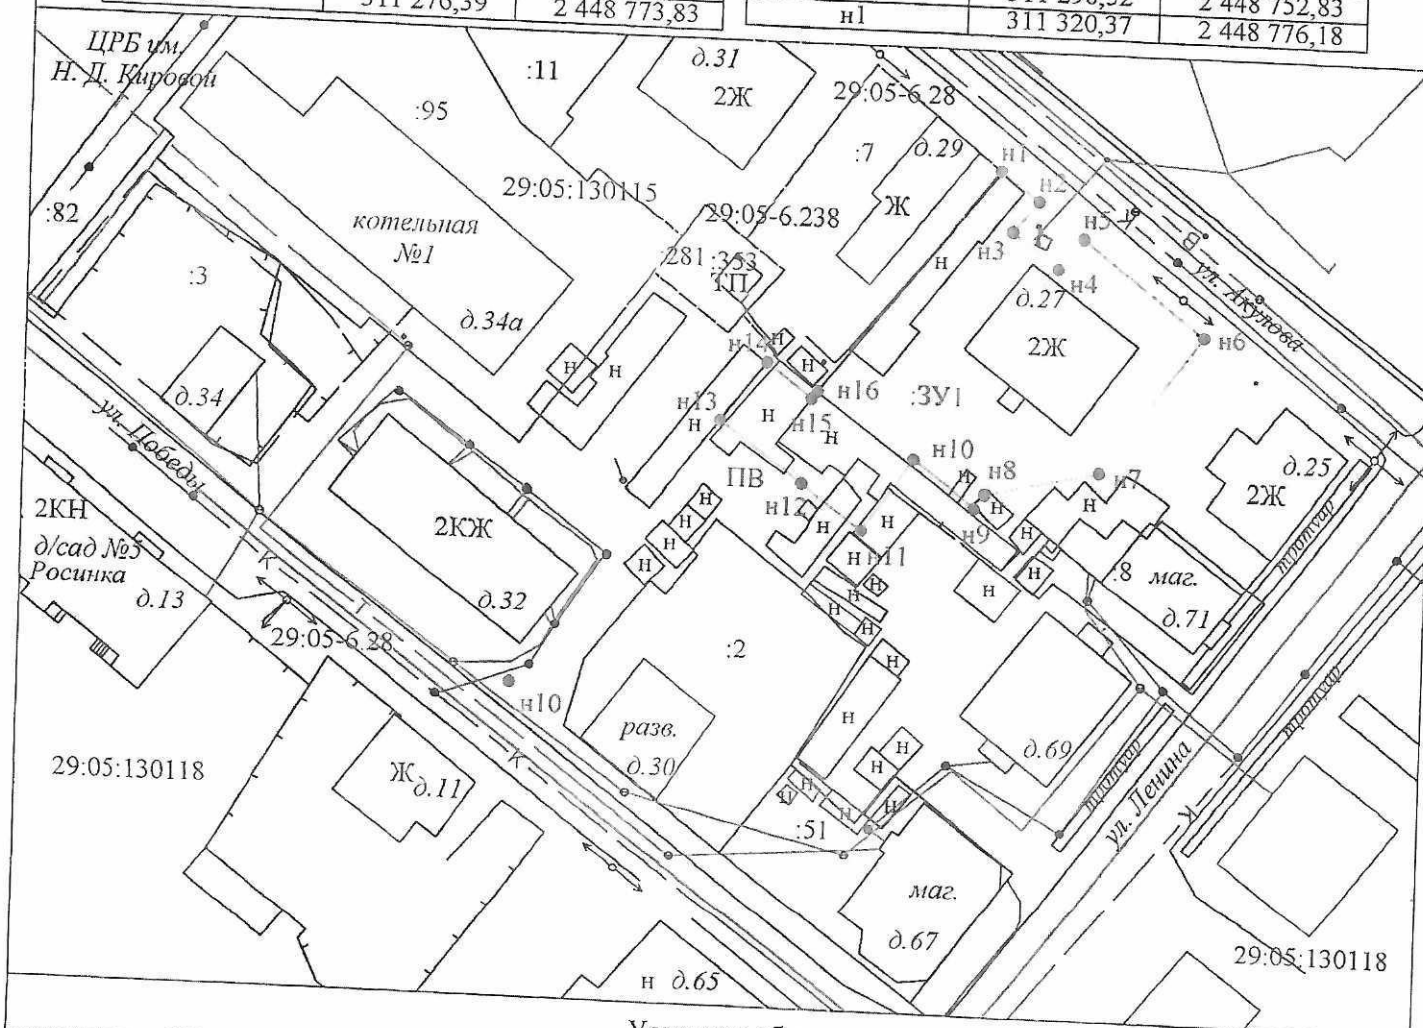 311 276,59 2 448 773,83
2 448 752,83
н1 311 320,37 2 448 776,18
ЦРБ им.
Н. Д. Кировой
:11
д.31
2Ж
29:05-6.28
:95
:7
д.29
н1
29:05:130115
29:05-6.238
Ж
н2
:82
котельная
№1
н3
н5
К
В
:281
:353
ТП
н
н4
ул. Акулова
:3
д.34а
д.27
2Ж
н6
н14
н
н
н
н
д.34
н13
н16
:ЗУ1
н
н
н15
н
ул. Победы
н10
д.25
2Ж
ПВ
н
н8
н7
2КН
д/сад №5
Росинка
д.13
2КЖ
н
н
н12
н
н
н9
н
н
тротуар
н
н
н11
н
н
К
д.32
н
н
н
н
н
:8
маг.
д.71
Г
29:05-6.28
:2
н
н
н10
н
тротуар
29:05:130118
К
разв.
д.30
н
д.69
Ж
д.11
н
н
н
н
н
тротуар
ул. Ленина
К
:51
маг.
д.67
29:05:130118
н д.65